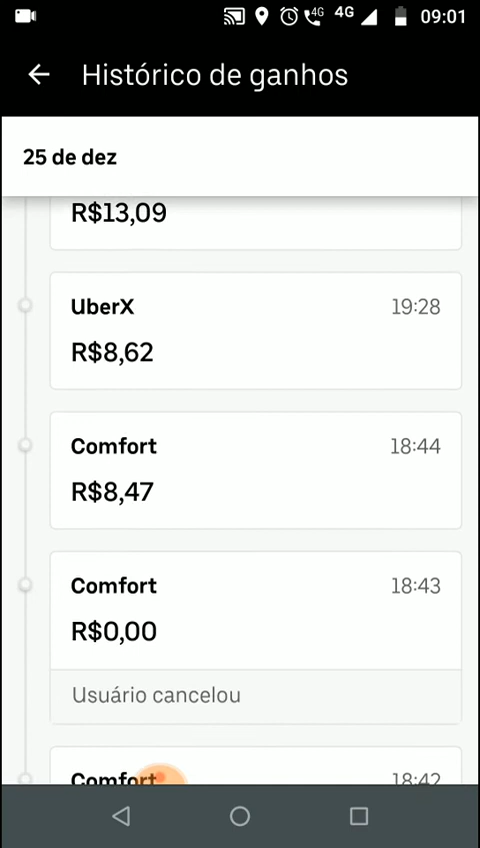 4G 4G 09:01
Histórico de ganhos
25 de dez
R$13,09
UberX 19:28
R$8,62
Comfort 18:44
R$8,47
Comfort 18:43
R$0,00
Usuário cancelou
Comfort 18:42